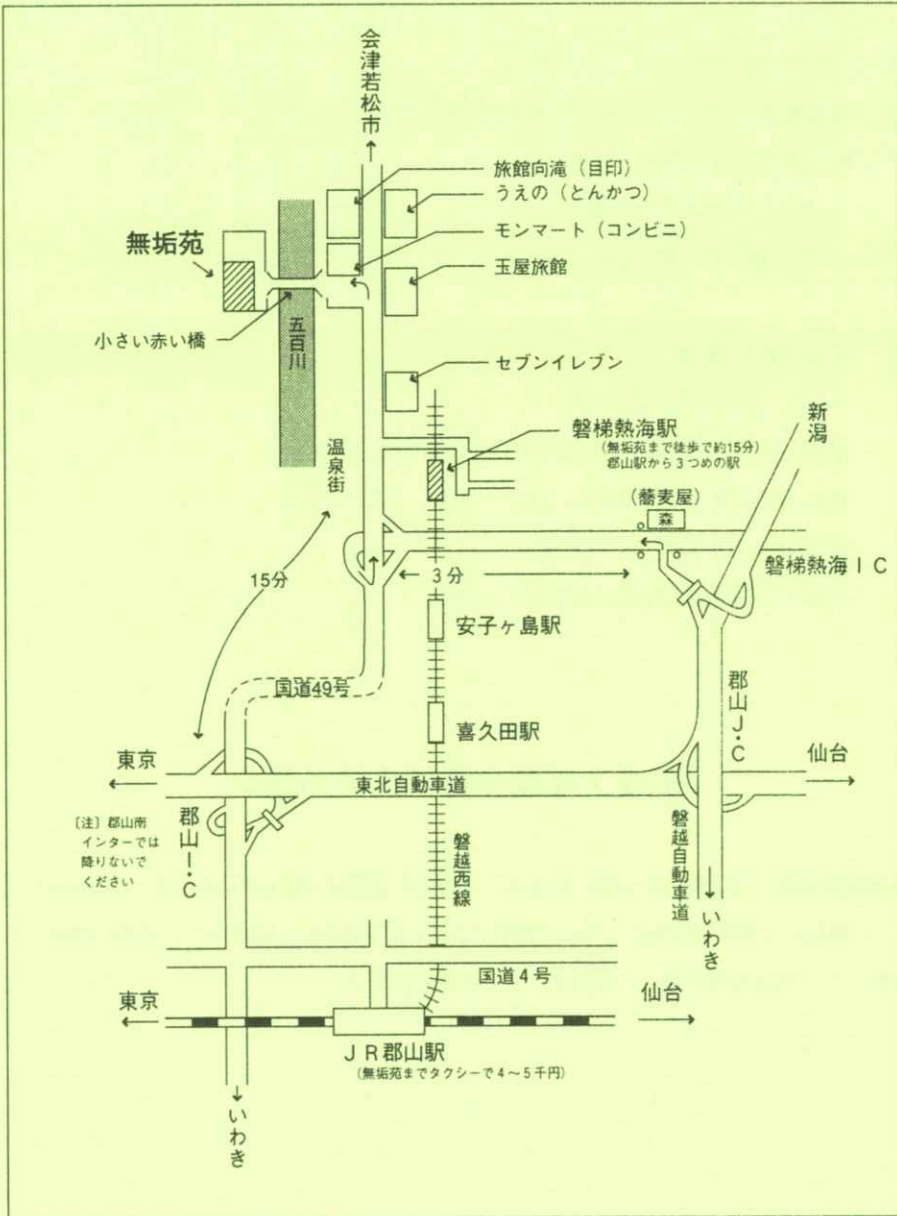 会津若松市
旅館向滝(目印)
うえの(とんかつ)
モンマート(コンビニ)
玉屋旅館
無垢苑
小さい赤い橋
五百川
セブンイレブン
新潟
温泉街
磐梯熱海駅
(無垢苑まで徒歩で約15分)
郡山駅から3つめの駅
(蕎麦屋)
森
磐梯熱海IC
15分
3分
安子ヶ島駅
国道49号
喜久田駅
郡山J・C
東京
仙台
東北自動車道
〔注〕郡山南
インターでは
降りないで
ください
郡山I・C
磐越西線
磐越自動車道
いわき
国道4号
東京
仙台
JR郡山駅
(無垢苑までタクシーで4~5千円)
いわき